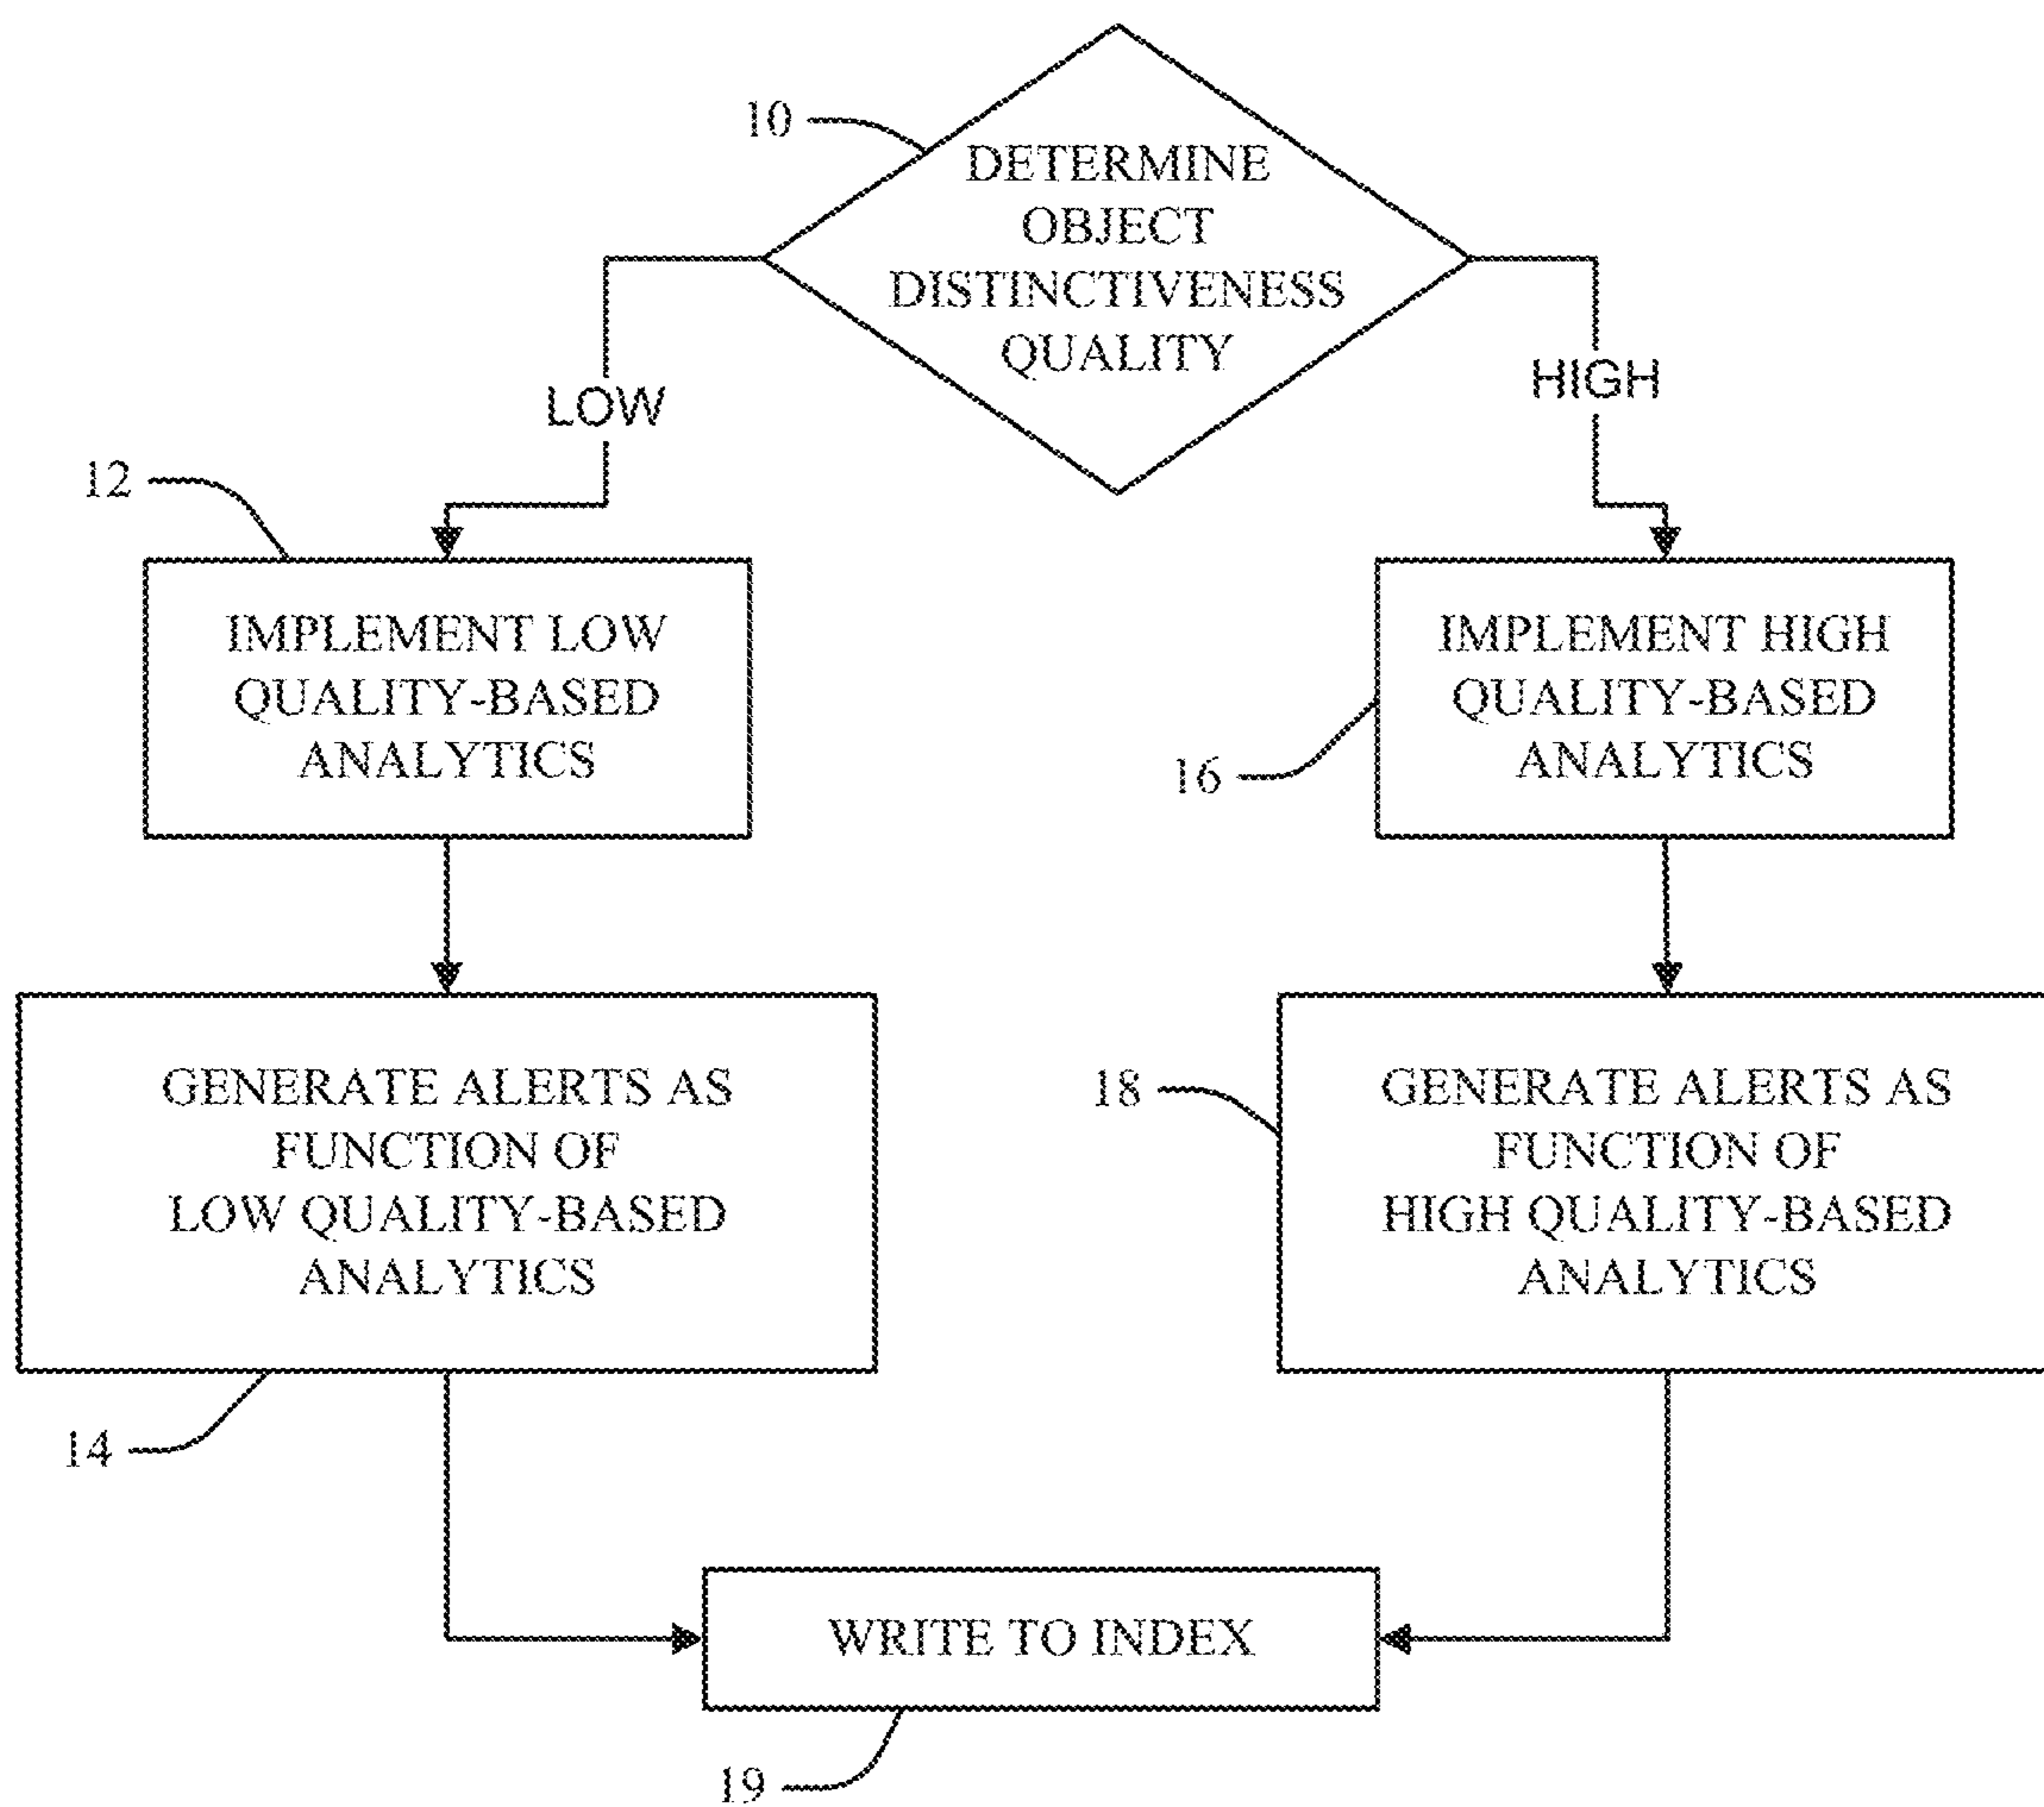 10
DETERMINE
OBJECT
DISTINCTIVENESS
QUALITY
LOW
HIGH
12
IMPLEMENT LOW
QUALITY-BASED
ANALYTICS
16
IMPLEMENT HIGH
QUALITY-BASED
ANALYTICS
GENERATE ALERTS AS
FUNCTION OF
LOW QUALITY-BASED
ANALYTICS
14
18
GENERATE ALERTS AS
FUNCTION OF
HIGH QUALITY-BASED
ANALYTICS
WRITE TO INDEX
19